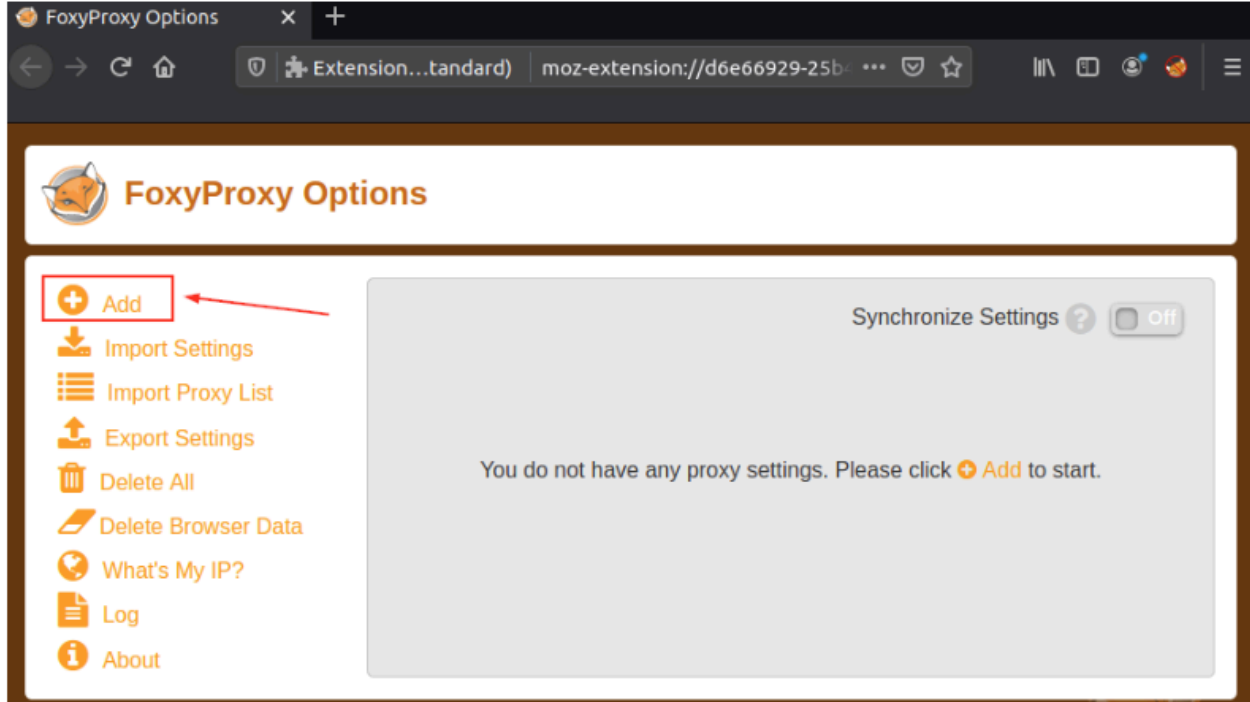 FoxyProxy Options
Extension...tandard) moz-extension://d6e66929-25b
FoxyProxy Options
Add
Import Settings
Import Proxy List
Export Settings
Delete All
Delete Browser Data
What's My IP?
Log
About
Synchronize Settings ? Off
You do not have any proxy settings. Please click Add to start.